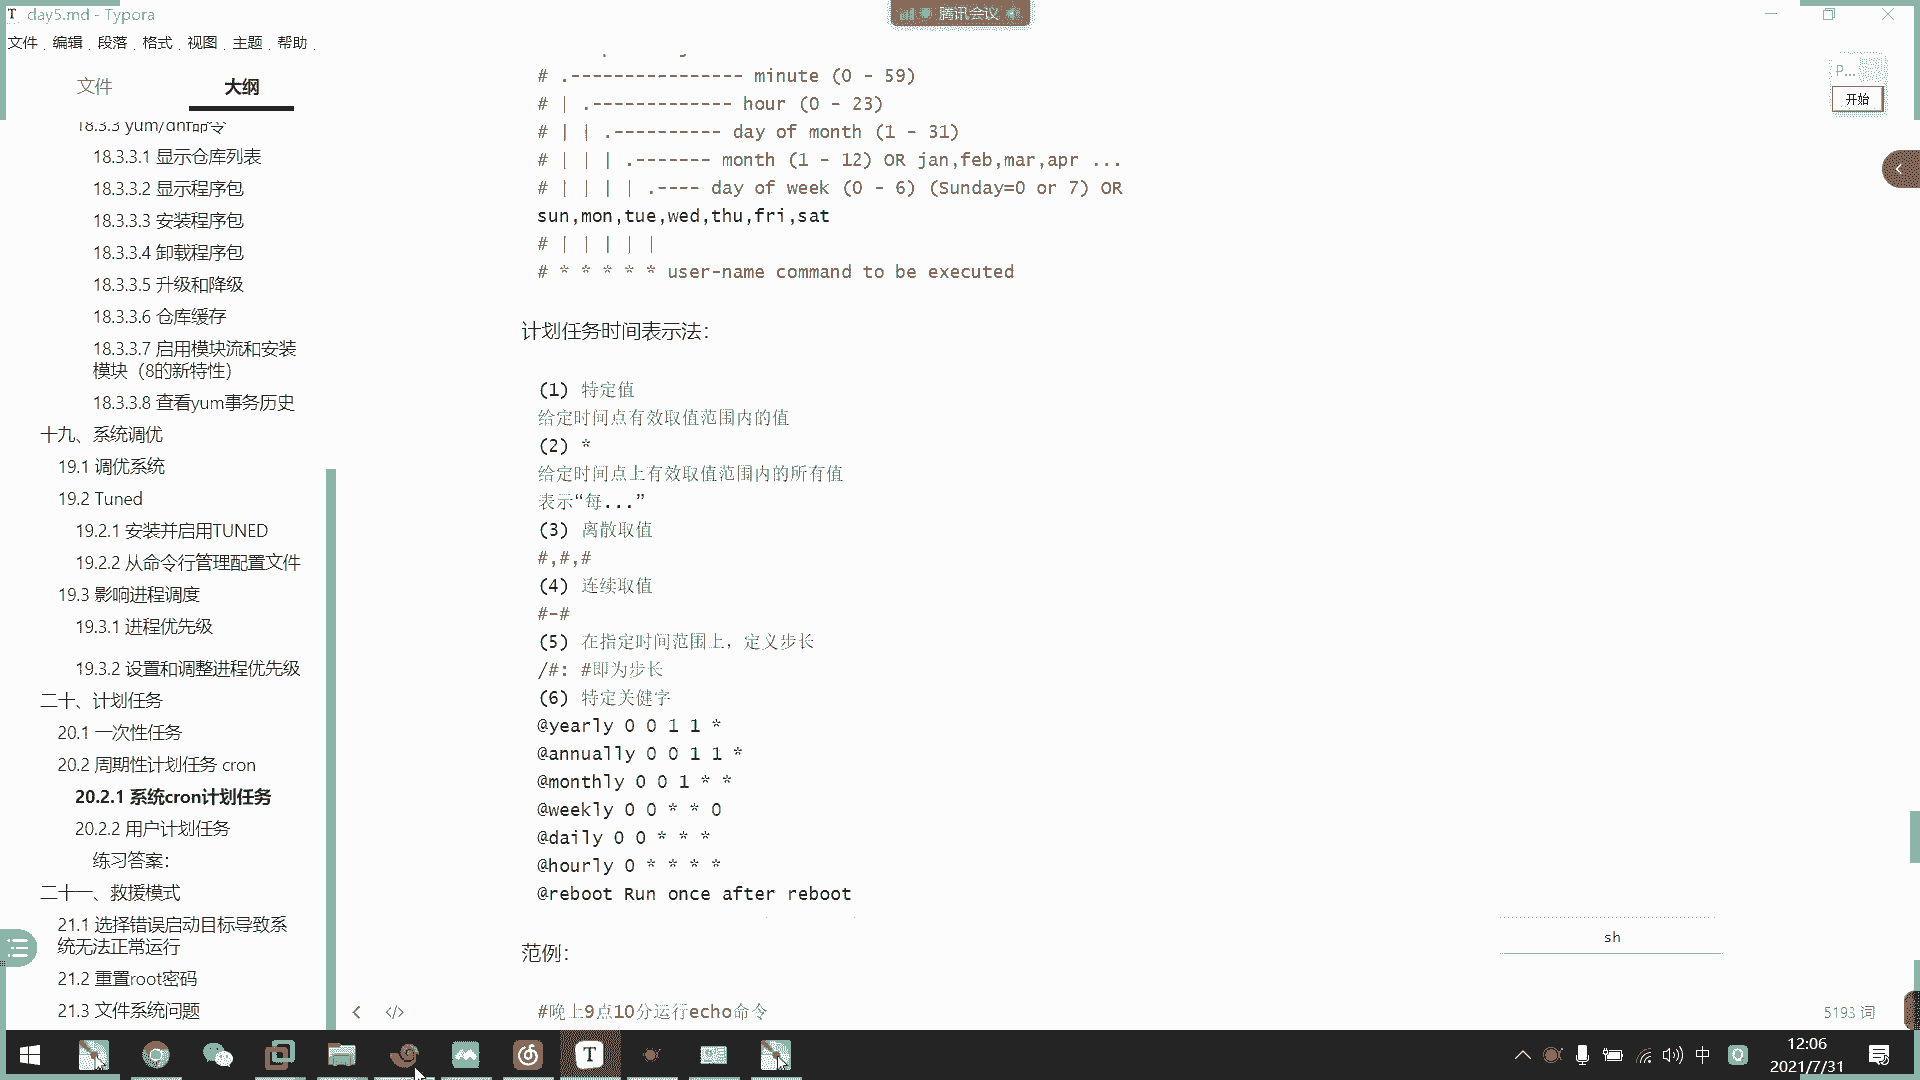 day5.md - Typora
腾讯会议
文件 编辑 段落 格式 视图 主题 帮助
文件
大纲
18.3.3 yum/dnf命令
18.3.3.1 显示仓库列表
18.3.3.2 显示程序包
18.3.3.3 安装程序包
18.3.3.4 卸载程序包
18.3.3.5 升级和降级
18.3.3.6 仓库缓存
18.3.3.7 启用模块流和安装
模块（8的新特性）
18.3.3.8 查看yum事务历史
十九、系统调优
19.1 调优系统
19.2 Tuned
19.2.1 安装并启用TUNED
19.2.2 从命令行管理配置文件
19.3 影响进程调度
19.3.1 进程优先级
19.3.2 设置和调整进程优先级
二十、计划任务
20.1 一次性任务
20.2 周期性计划任务 cron
20.2.1 系统cron计划任务
20.2.2 用户计划任务
练习答案：
二十一、救援模式
21.1 选择错误启动目标导致系
统无法正常运行
21.2 重置root密码
21.3 文件系统问题
# .---------------- minute (0 - 59)
# | .------------- hour (0 - 23)
# | | .---------- day of month (1 - 31)
# | | | .------- month (1 - 12) OR jan,feb,mar,apr ...
# | | | | .---- day of week (0 - 6) (Sunday=0 or 7) OR
sun,mon,tue,wed,thu,fri,sat
# | | | | |
# * * * * * user-name command to be executed
计划任务时间表示法：
(1) 特定值
给定时间点有效取值范围内的值
(2) *
给定时间点上有效取值范围内的所有值
表示“每...”
(3) 离散取值
#,#,#
(4) 连续取值
#-#
(5) 在指定时间范围上，定义步长
/#: #即为步长
(6) 特定关健字
@yearly 0 0 1 1 *
@annually 0 0 1 1 *
@monthly 0 0 1 * *
@weekly 0 0 * * 0
@daily 0 0 * * *
@hourly 0 * * * *
@reboot Run once after reboot
sh
范例：
#晚上9点10分运行echo命令
5193 词
P...
开始
中
12:06
2021/7/31